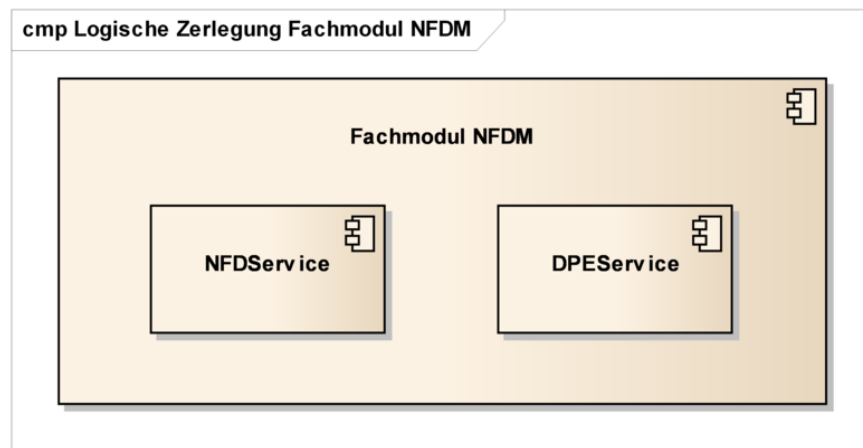 cmp Logische Zerlegung Fachmodul NFDM
Fachmodul NFDM
NFDService
DPEService